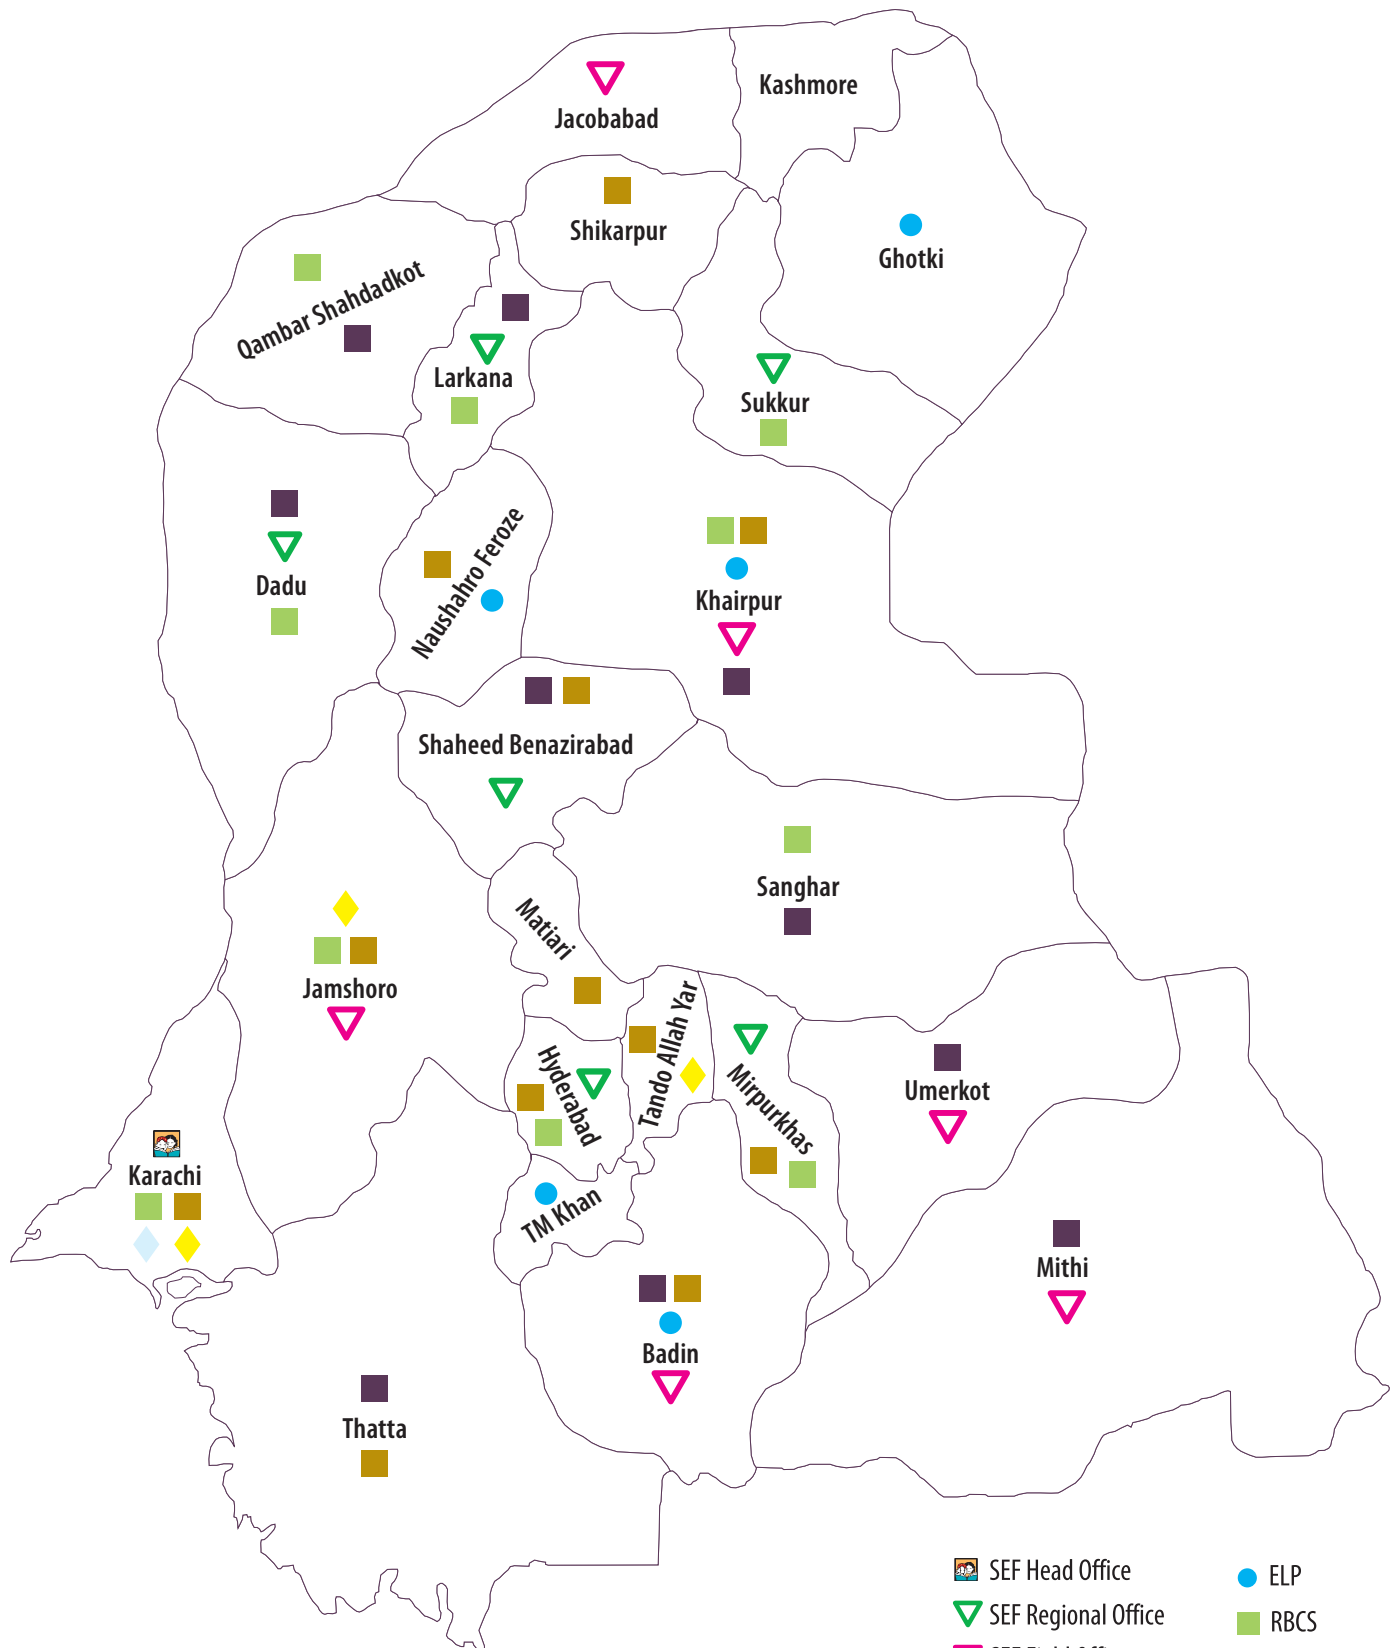 Kashmore
Jacobabad
Shikarpur
Ghotki
Qambar Shahdadkot
Larkana
Sukkur
Naushahro Feroze
Dadu
Khairpur
Shaheed Benazirabad
Sanghar
Matiari
Jamshoro
Tando Allah Yar
Hyderabad
Mirpurkhas
Umerkot
Karachi
TM Khan
Mithi
Badin
Thatta
SEF Head Office
ELP
SEF Regional Office
RBCS